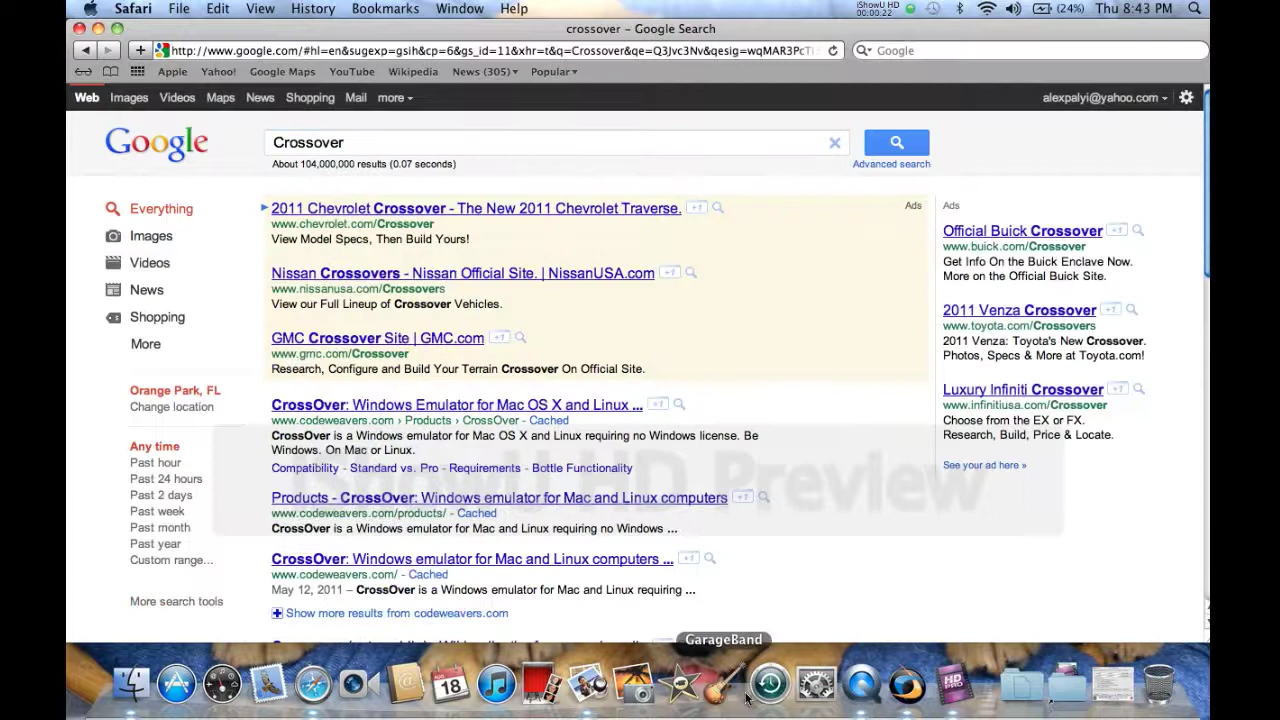 Safari File Edit View History Bookmarks Window Help
iShowU HD 00:00:22 (24%) Thu 8:43 PM
crossover – Google Search
http://www.google.com/#hl=en&sugexp=gsih&cp=6&gs_id=11&xhr=t&q=Crossover&qe=Q3Jvc3Nv&qesig=wqMAR3PcTi
Google
Apple Yahoo! Google Maps YouTube Wikipedia News (305) Popular
Web Images Videos Maps News Shopping Mail more
alexpalyi@yahoo.com
Google
Crossover
About 104,000,000 results (0.07 seconds)
Advanced search
Everything
Images
Videos
News
Shopping
More
Orange Park, FL
Change location
Any time
Past hour
Past 24 hours
Past 2 days
Past week
Past month
Past year
Custom range...
More search tools
Ads
2011 Chevrolet Crossover - The New 2011 Chevrolet Traverse. +1
www.chevrolet.com/Crossover
View Model Specs, Then Build Yours!
Nissan Crossovers - Nissan Official Site. | NissanUSA.com +1
www.nissanusa.com/Crossovers
View our Full Lineup of Crossover Vehicles.
GMC Crossover Site | GMC.com +1
www.gmc.com/Crossover
Research, Configure and Build Your Terrain Crossover On Official Site.
CrossOver: Windows Emulator for Mac OS X and Linux ... +1
www.codeweavers.com › Products › CrossOver - Cached
CrossOver is a Windows emulator for Mac OS X and Linux requiring no Windows license. Be
Windows. On Mac or Linux.
Compatibility - Standard vs. Pro - Requirements - Bottle Functionality
Products - CrossOver: Windows emulator for Mac and Linux computers +1
www.codeweavers.com/products/ - Cached
CrossOver is a Windows emulator for Mac and Linux requiring no Windows ...
CrossOver: Windows emulator for Mac and Linux computers ... +1
www.codeweavers.com/ - Cached
May 12, 2011 – CrossOver is a Windows emulator for Mac and Linux requiring ...
Show more results from codeweavers.com
Ads
Official Buick Crossover +1
www.buick.com/Crossover
Get Info On the Buick Enclave Now.
More on the Official Buick Site.
2011 Venza Crossover +1
www.toyota.com/Crossovers
2011 Venza: Toyota's New Crossover.
Photos, Specs & More at Toyota.com!
Luxury Infiniti Crossover +1
www.infinitiusa.com/Crossover
Choose from the EX or FX.
Research, Build, Price & Locate.
See your ad here »
iShowU HD Preview
GarageBand
AUG
18
HD
PRO